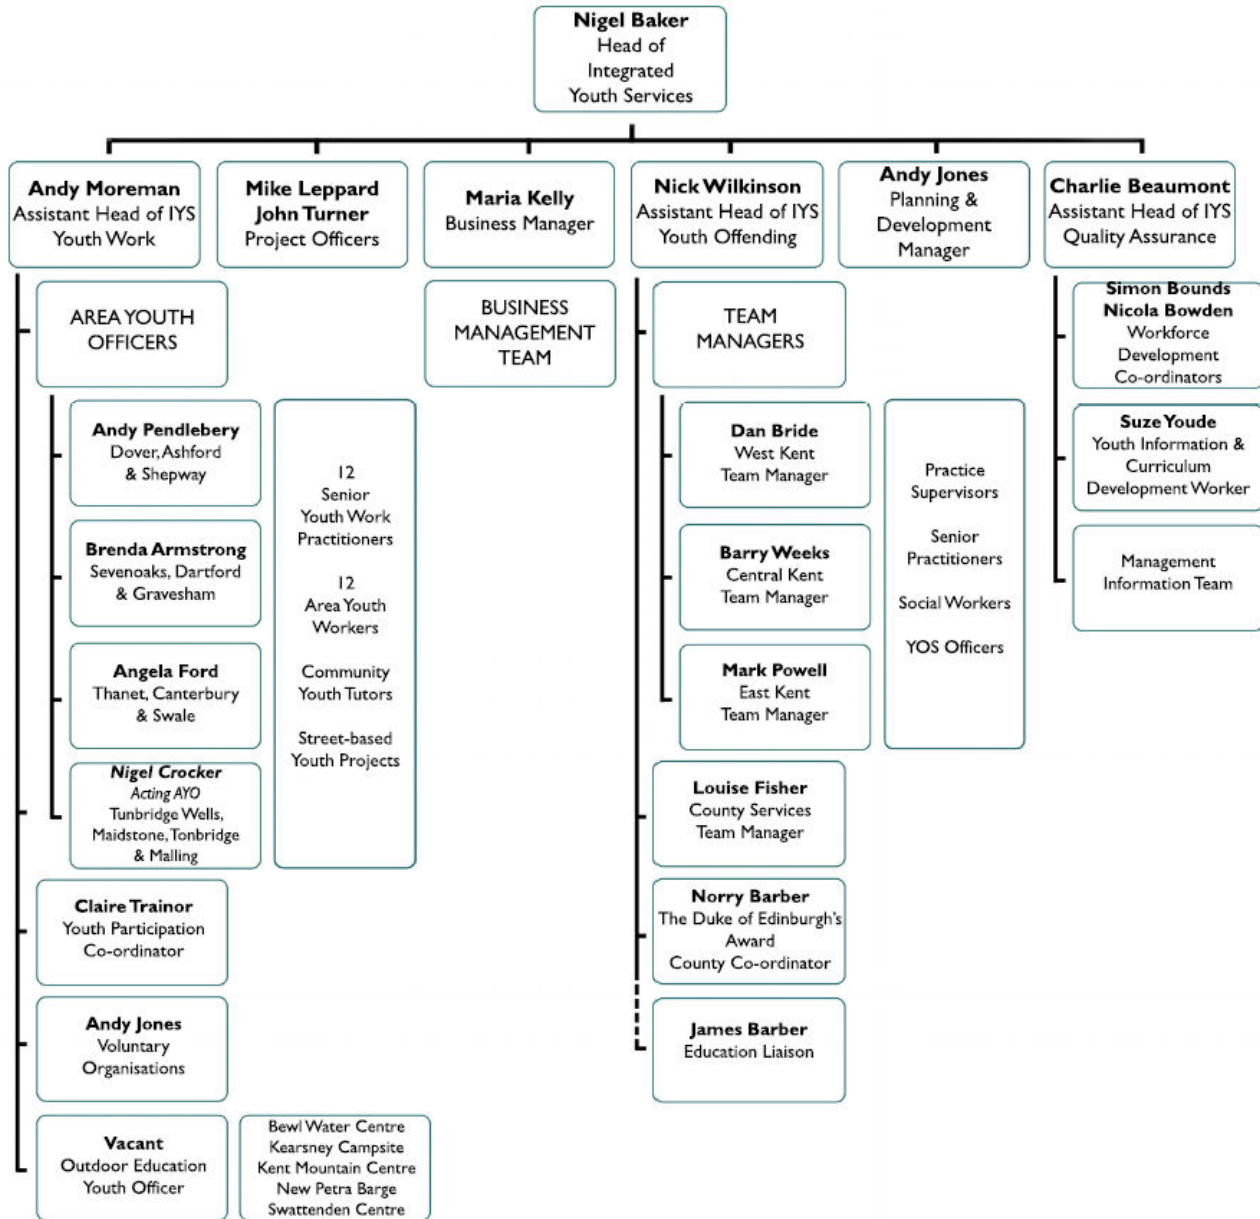 Nigel Baker
Head of
Integrated
Youth Services
Andy Moreman
Assistant Head of IYS
Youth Work
Mike Leppard
John Turner
Project Officers
Maria Kelly
Business Manager
Nick Wilkinson
Assistant Head of IYS
Youth Offending
Andy Jones
Planning &
Development
Manager
Charlie Beaumont
Assistant Head of IYS
Quality Assurance
AREA YOUTH
OFFICERS
BUSINESS
MANAGEMENT
TEAM
TEAM
MANAGERS
Simon Bounds
Nicola Bowden
Workforce
Development
Co-ordinators
Andy Pendlebery
Dover, Ashford
& Shepway
12
Senior
Youth Work
Practitioners
12
Area Youth
Workers
Community
Youth Tutors
Street-based
Youth Projects
Dan Bride
West Kent
Team Manager
Practice
Supervisors
Senior
Practitioners
Social Workers
YOS Officers
Suze Youde
Youth Information &
Curriculum
Development Worker
Brenda Armstrong
Sevenoaks, Dartford
& Gravesham
Barry Weeks
Central Kent
Team Manager
Management
Information Team
Angela Ford
Thanet, Canterbury
& Swale
Mark Powell
East Kent
Team Manager
Nigel Crocker
Acting AYO
Tunbridge Wells,
Maidstone, Tonbridge
& Malling
Louise Fisher
County Services
Team Manager
Claire Trainor
Youth Participation
Co-ordinator
Norry Barber
The Duke of Edinburgh's
Award
County Co-ordinator
Andy Jones
Voluntary
Organisations
James Barber
Education Liaison
Vacant
Outdoor Education
Youth Officer
Bewl Water Centre
Kearsney Campsite
Kent Mountain Centre
New Petra Barge
Swattenden Centre